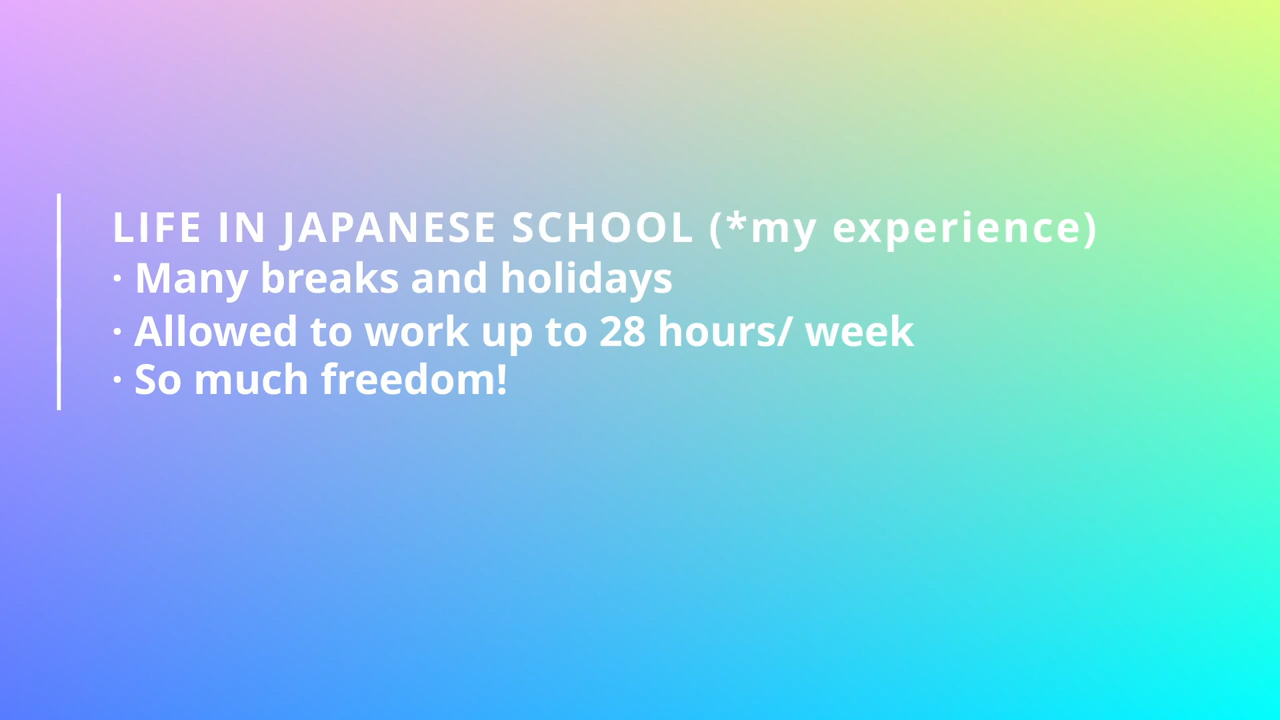 LIFE IN JAPANESE SCHOOL (*my experience)
· Many breaks and holidays
· Allowed to work up to 28 hours/ week
· So much freedom!